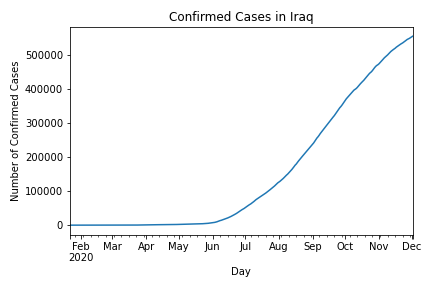 Confirmed Cases in Iraq
Number of Confirmed Cases
500000
400000
300000
200000
100000
0
Feb Mar Apr May Jun Jul Aug Sep Oct Nov Dec
2020
Day